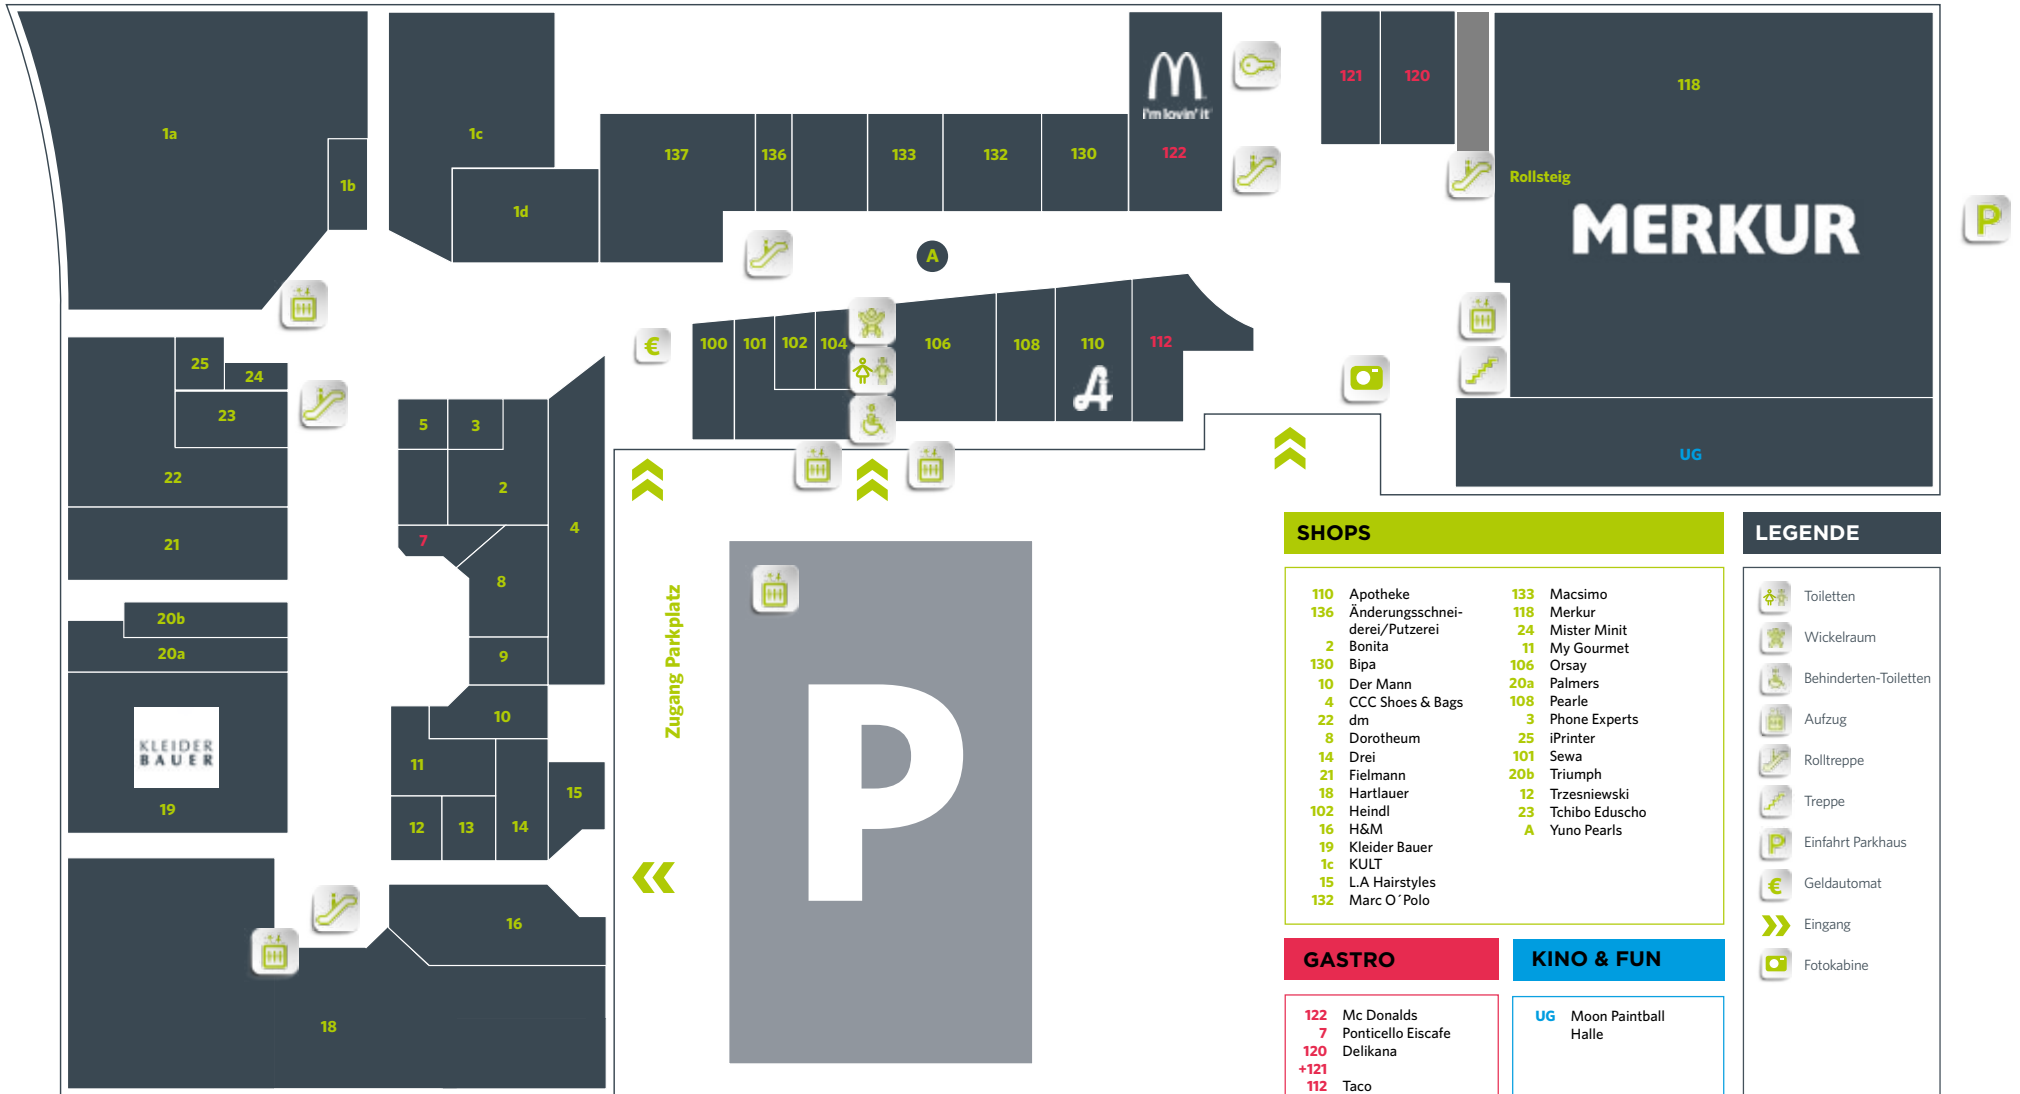 1a
1b
1c
1d
137
136
133
132
130
i'm lovin' it
122
121
120
118
Rollsteig
MERKUR
P
A
€
100
101
102
104
106
108
110
112
25
24
23
22
21
5
3
2
4
7
8
9
20b
20a
KLEIDER
BAUER
19
10
11
12
13
14
15
16
18
Zugang Parkplatz
P
UG
SHOPS
110 Apotheke
136 Änderungsschnei-
derei/Putzerei
2 Bonita
130 Bipa
10 Der Mann
4 CCC Shoes & Bags
22 dm
8 Dorotheum
14 Drei
21 Fielmann
18 Hartlauer
102 Heindl
16 H&M
19 Kleider Bauer
1c KULT
15 L.A Hairstyles
132 Marc O´Polo
133 Macsimo
118 Merkur
24 Mister Minit
11 My Gourmet
106 Orsay
20a Palmers
108 Pearle
3 Phone Experts
25 iPrinter
101 Sewa
20b Triumph
12 Trzesniewski
23 Tchibo Eduscho
A Yuno Pearls
GASTRO
122 Mc Donalds
7 Ponticello Eiscafe
120 Delikana
+121
112 Taco
KINO & FUN
UG Moon Paintball
Halle
LEGENDE
Toiletten
Wickelraum
Behinderten-Toiletten
Aufzug
Rolltreppe
Treppe
P Einfahrt Parkhaus
€ Geldautomat
Eingang
Fotokabine